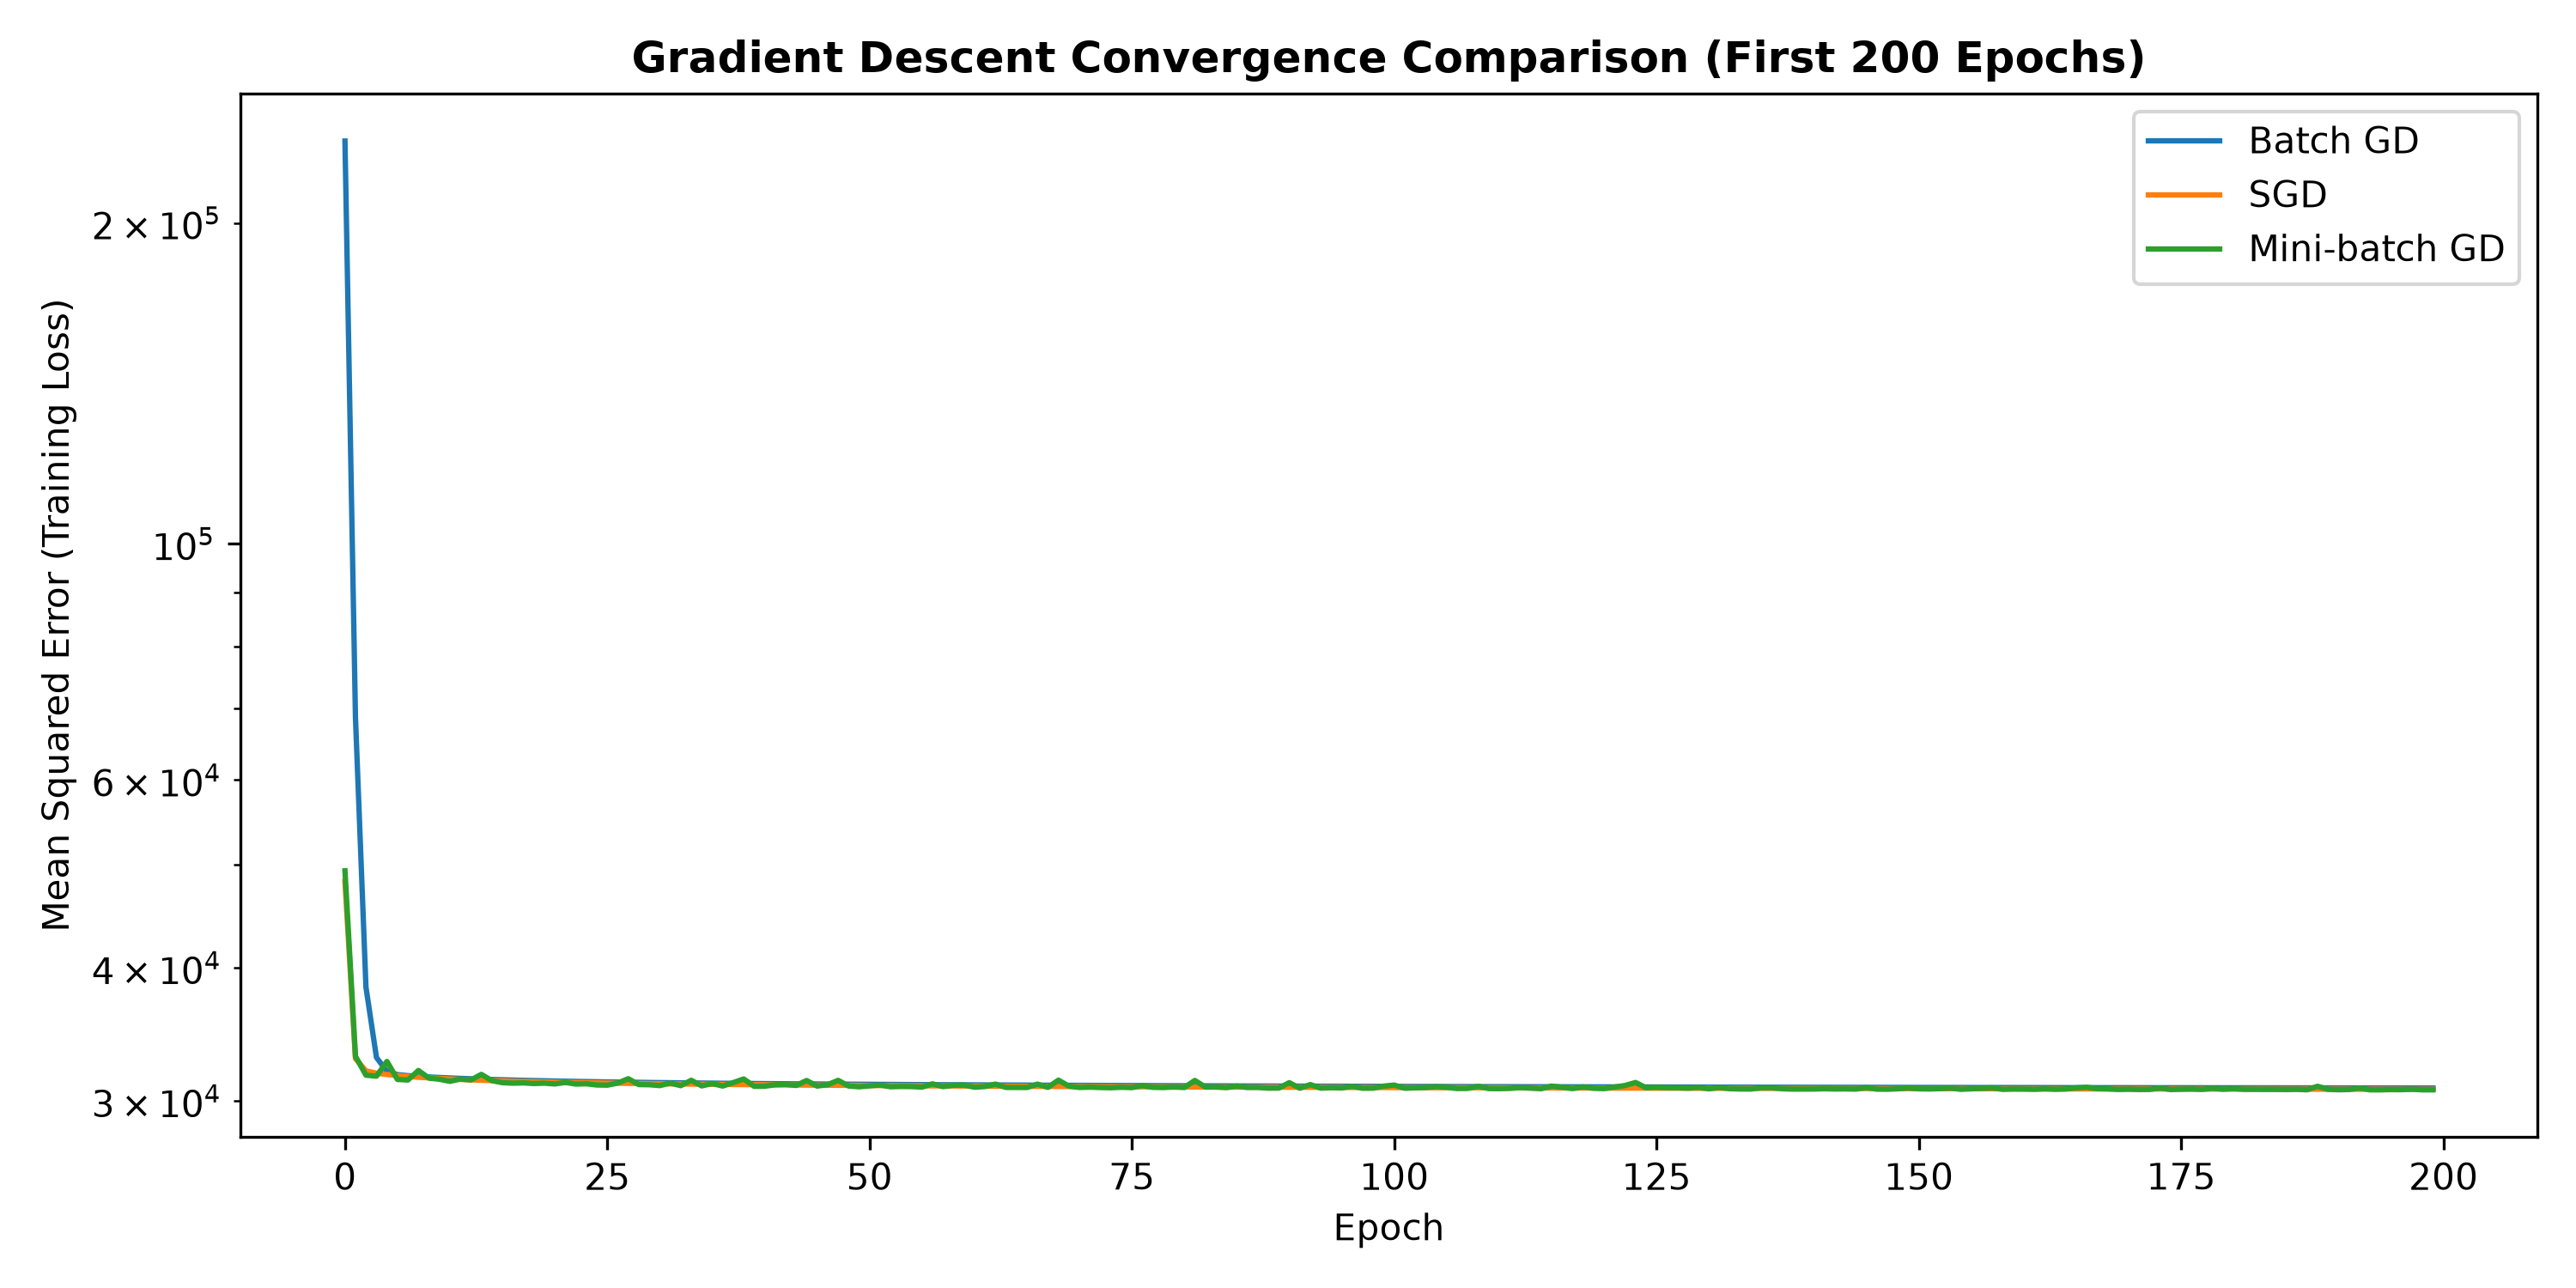 Gradient Descent Convergence Comparison (First 200 Epochs)
Batch GD
SGD
Mini-batch GD
Mean Squared Error (Training Loss)
2 × 10⁵
10⁵
6 × 10⁴
4 × 10⁴
3 × 10⁴
0 25 50 75 100 125 150 175 200
Epoch